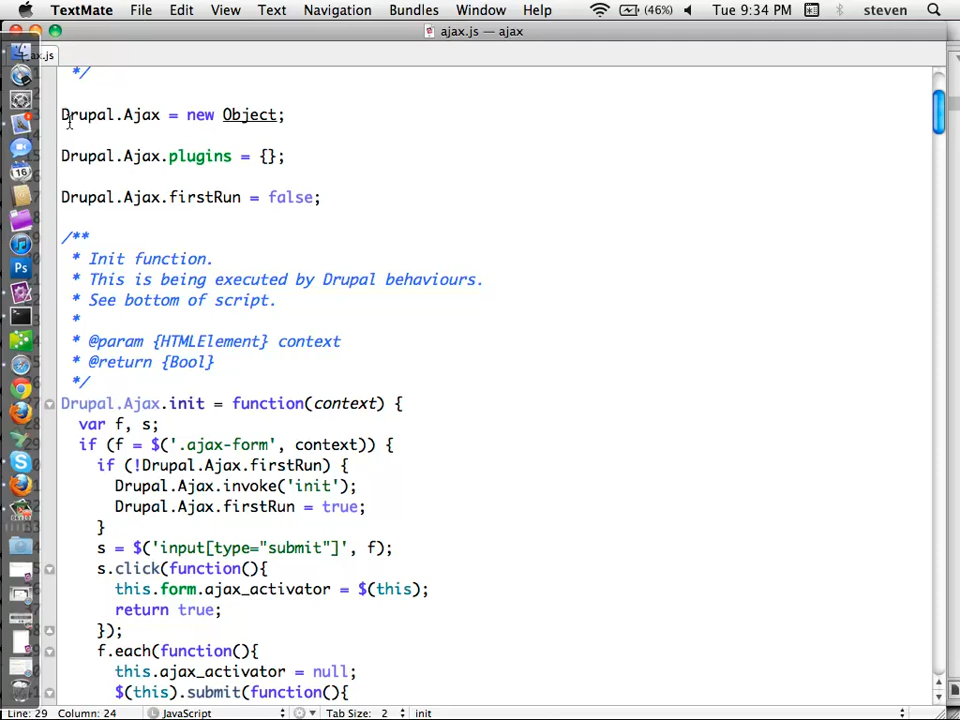 TextMate File Edit View Text Navigation Bundles Window Help (46%) Tue 9:34 PM steven
ajax.js — ajax
ax.js
*/
Drupal.Ajax = new Object;
Drupal.Ajax.plugins = {};
Drupal.Ajax.firstRun = false;
/**
* Init function.
* This is being executed by Drupal behaviours.
* See bottom of script.
*
* @param {HTMLElement} context
* @return {Bool}
*/
Drupal.Ajax.init = function(context) {
var f, s;
if (f = $('.ajax-form', context)) {
if (!Drupal.Ajax.firstRun) {
Drupal.Ajax.invoke('init');
Drupal.Ajax.firstRun = true;
}
s = $('input[type="submit"]', f);
s.click(function(){
this.form.ajax_activator = $(this);
return true;
});
f.each(function(){
this.ajax_activator = null;
$(this).submit(function(){
Line: 29 Column: 24 JavaScript Tab Size: 2 init
16
Ps